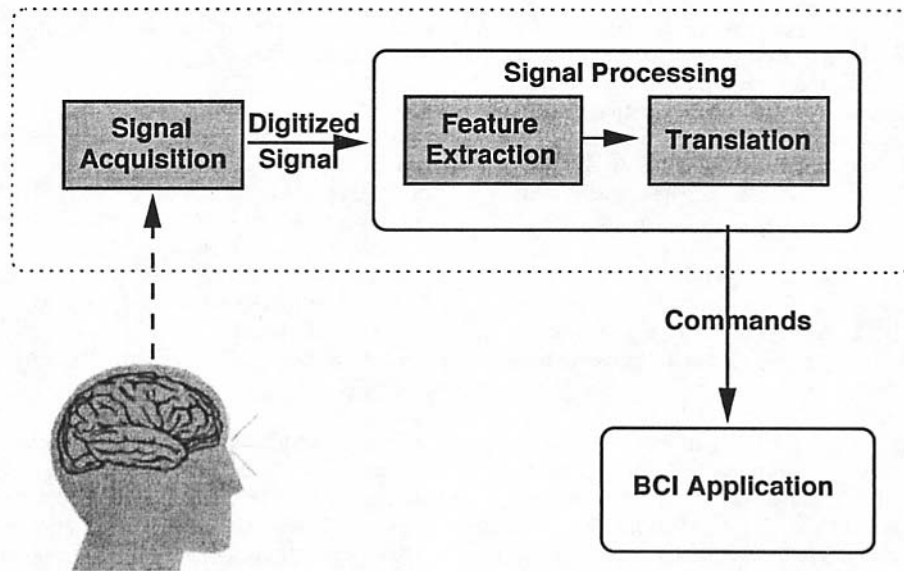 Signal Processing
Signal
Acquisition
Digitized
Signal
Feature
Extraction
Translation
Commands
BCI Application